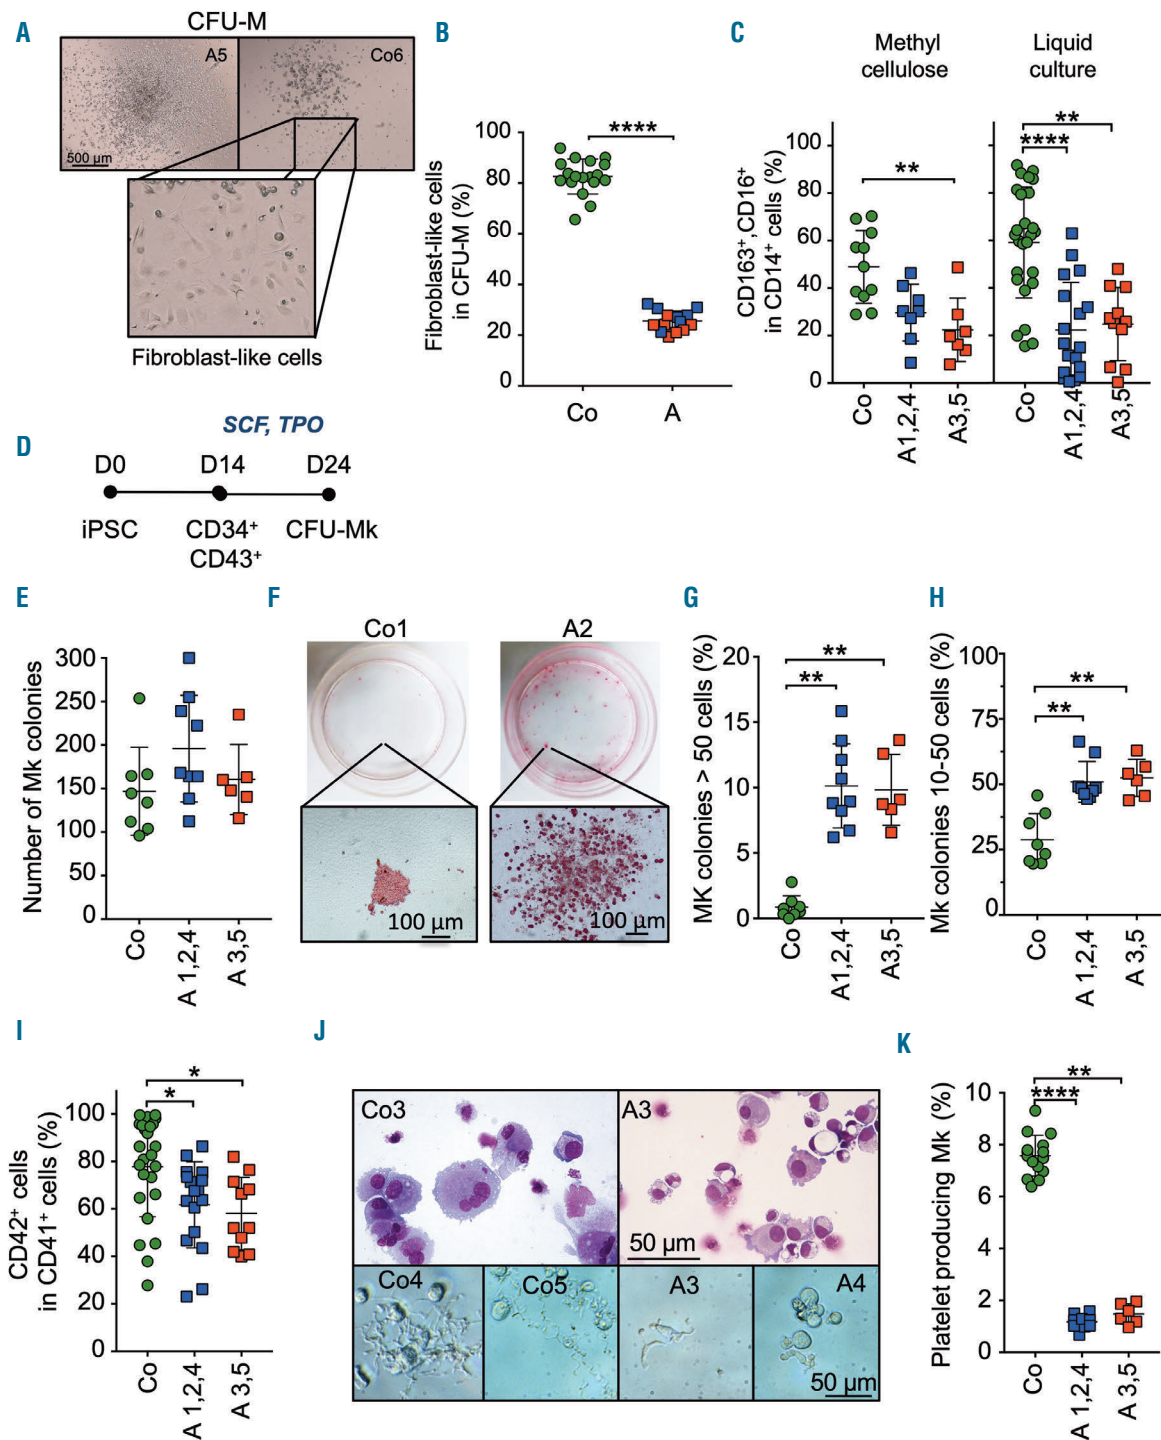 A
CFU-M
A5
Co6
500 µm
Fibroblast-like cells
B
Fibroblast-like cells
in CFU-M (%)
100
80
60
40
20
0
****
Co
A
C
Methyl
cellulose
Liquid
culture
CD163+,CD16+
in CD14+ cells (%)
100
80
60
40
20
0
**
**
****
Co
A1,2,4
A3,5
Co
A1,2,4
A3,5
D
SCF, TPO
D0
D14
D24
iPSC
CD34+
CD43+
CFU-Mk
E
Number of Mk colonies
300
250
200
150
100
50
0
Co
A 1,2,4
A 3,5
F
Co1
A2
100 µm
100 µm
G
MK colonies > 50 cells (%)
20
15
10
5
0
**
**
Co
A1,2,4
A3,5
H
Mk colonies 10-50 cells (%)
100
75
50
25
0
**
**
Co
A 1,2,4
A 3,5
I
CD42+ cells
in CD41+ cells (%)
100
80
60
40
20
0
*
*
Co
A 1,2,4
A 3,5
J
Co3
A3
50 µm
Co4
Co5
A3
A4
50 µm
K
Platelet producing Mk (%)
10
8
6
4
2
0
**
****
Co
A 1,2,4
A 3,5